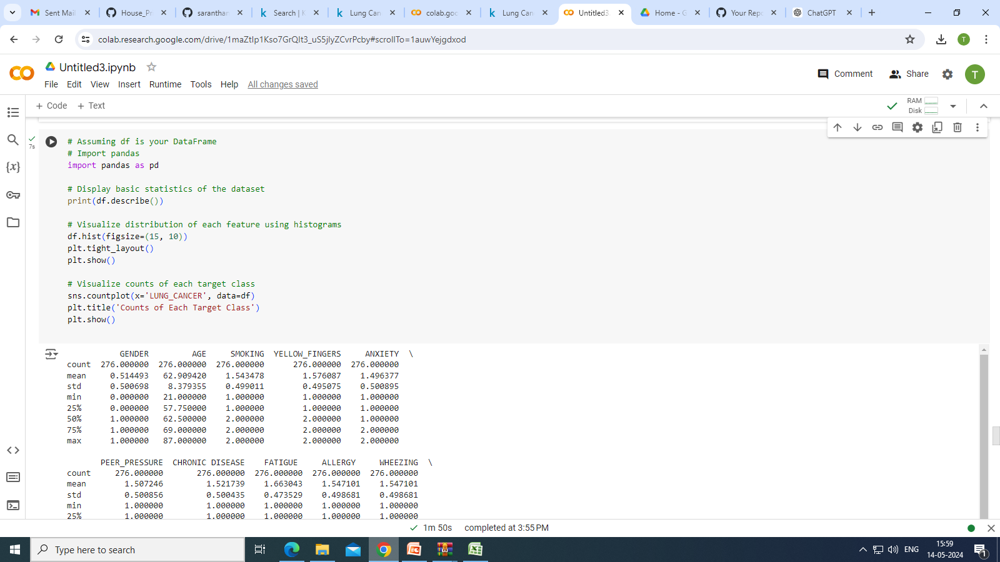 Sent Mail
House_Pr
saranthar
Search | K
Lung Can
colab.goo
Lung Can
Untitled3
Home - G
Your Repo
ChatGPT
colab.research.google.com/drive/
Untitled3.ipynb
Comment
Share
T
File Edit View Insert Runtime Tools Help All changes saved
+ Code + Text
RAM
Disk
7s
# Assuming df is your DataFrame
# Import pandas
import pandas as pd
# Display basic statistics of the dataset
print(df.describe())
# Visualize distribution of each feature using histograms
df.hist(figsize=(15, 10))
plt.tight_layout()
plt.show()
# Visualize counts of each target class
sns.countplot(x='LUNG_CANCER', data=df)
plt.title('Counts of Each Target Class')
plt.show()
GENDER AGE SMOKING YELLOW_FINGERS ANXIETY \
count 276.000000 276.000000 276.000000 276.000000 276.000000
mean 0.514493 62.909420 1.543478 1.576087 1.496377
std 0.500698 8.379355 0.499011 0.495075 0.500895
min 0.000000 21.000000 1.000000 1.000000 1.000000
25% 0.000000 57.750000 1.000000 1.000000 1.000000
50% 1.000000 62.500000 2.000000 2.000000 1.000000
75% 1.000000 69.000000 2.000000 2.000000 2.000000
max 1.000000 87.000000 2.000000 2.000000 2.000000
PEER_PRESSURE CHRONIC DISEASE FATIGUE ALLERGY WHEEZING \
count 276.000000 276.000000 276.000000 276.000000 276.000000
mean 1.507246 1.521739 1.663043 1.547101 1.547101
std 0.500856 0.500435 0.473529 0.498681 0.498681
min 1.000000 1.000000 1.000000 1.000000 1.000000
25% 1.000000 1.000000 1.000000 1.000000 1.000000
1m 50s completed at 3:55 PM
Type here to search
ENG
15:59
14-05-2024
1